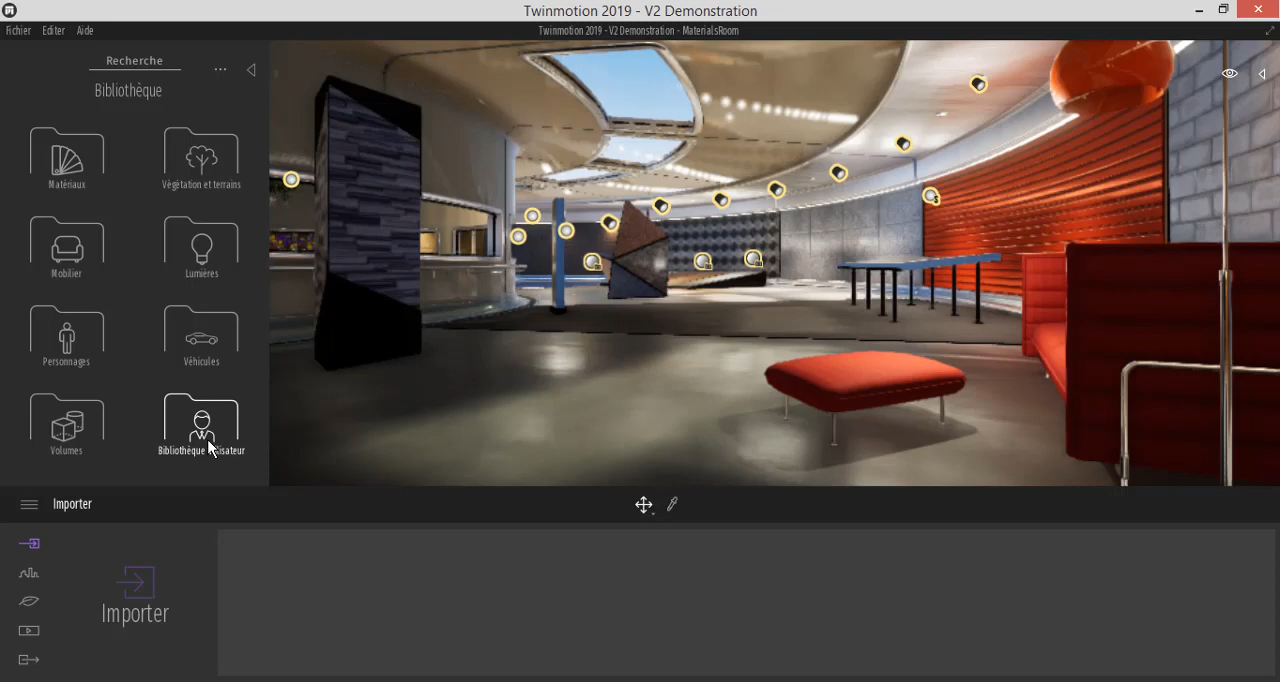 Twinmotion 2019 - V2 Demonstration
Fichier Editer Aide
Twinmotion 2019 - V2 Demonstration - MaterialsRoom
Recherche
...
Bibliothèque
Matériaux
Végétation et terrains
Mobilier
Lumières
Personnages
Véhicules
Volumes
Bibliothèque
Importer
Importer